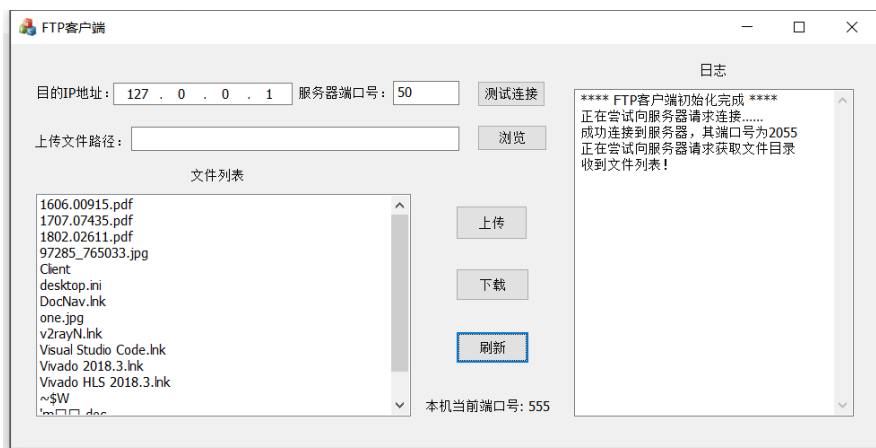 FTP客户端
日志
目的IP地址: 127 . 0 . 0 . 1 服务器端口号: 50 测试连接
上传文件路径: 浏览
文件列表
1606.00915.pdf
1707.07435.pdf
1802.02611.pdf
97285_765033.jpg
Client
desktop.ini
DocNav.lnk
one.jpg
v2rayN.lnk
Visual Studio Code.lnk
Vivado 2018.3.lnk
Vivado HLS 2018.3.lnk
~$W
上传
下载
刷新
本机当前端口号: 555
**** FTP客户端初始化完成 ****
正在尝试向服务器请求连接......
成功连接到服务器，其端口号为2055
正在尝试向服务器请求获取文件目录
收到文件列表!